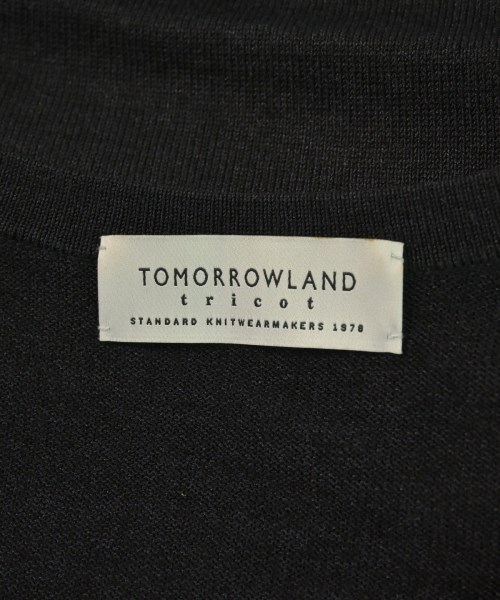 TOMORROWLAND
tricot
STANDARD KNITWEARMAKERS 1978